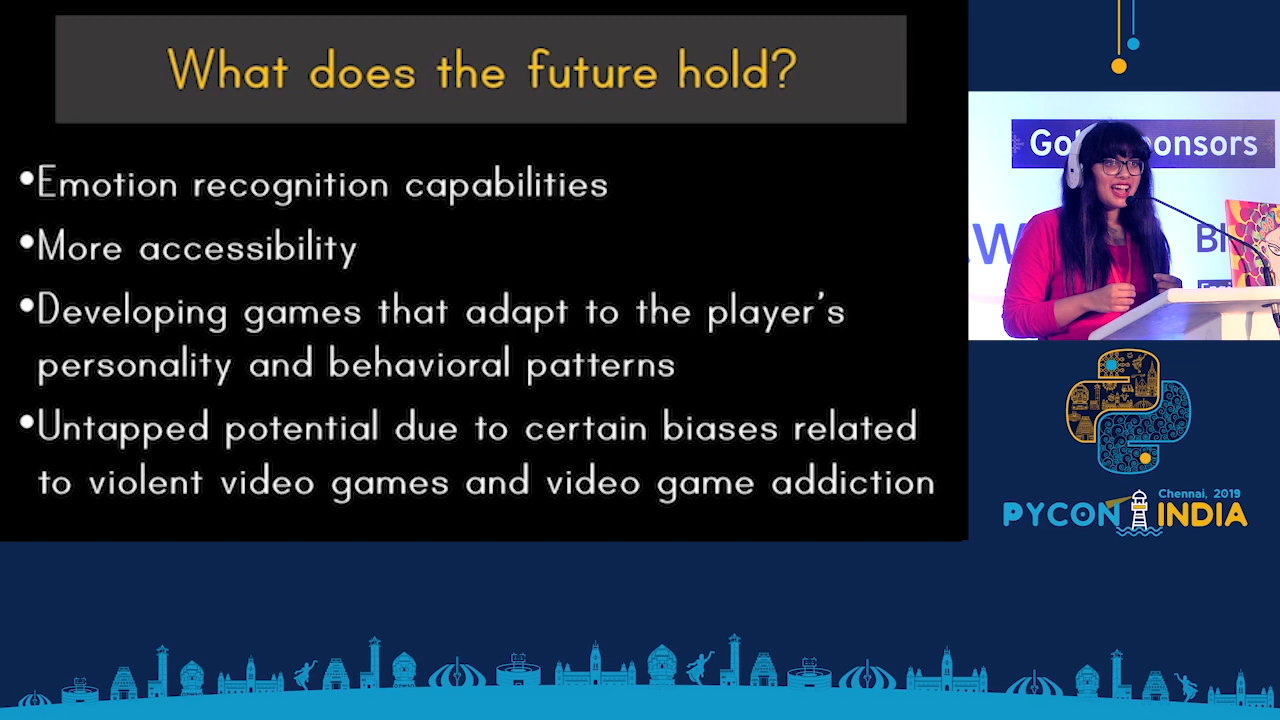 What does the future hold?
•Emotion recognition capabilities
•More accessibility
•Developing games that adapt to the player's
personality and behavioral patterns
•Untapped potential due to certain biases related
to violent video games and video game addiction
Chennai, 2019
PYCON INDIA